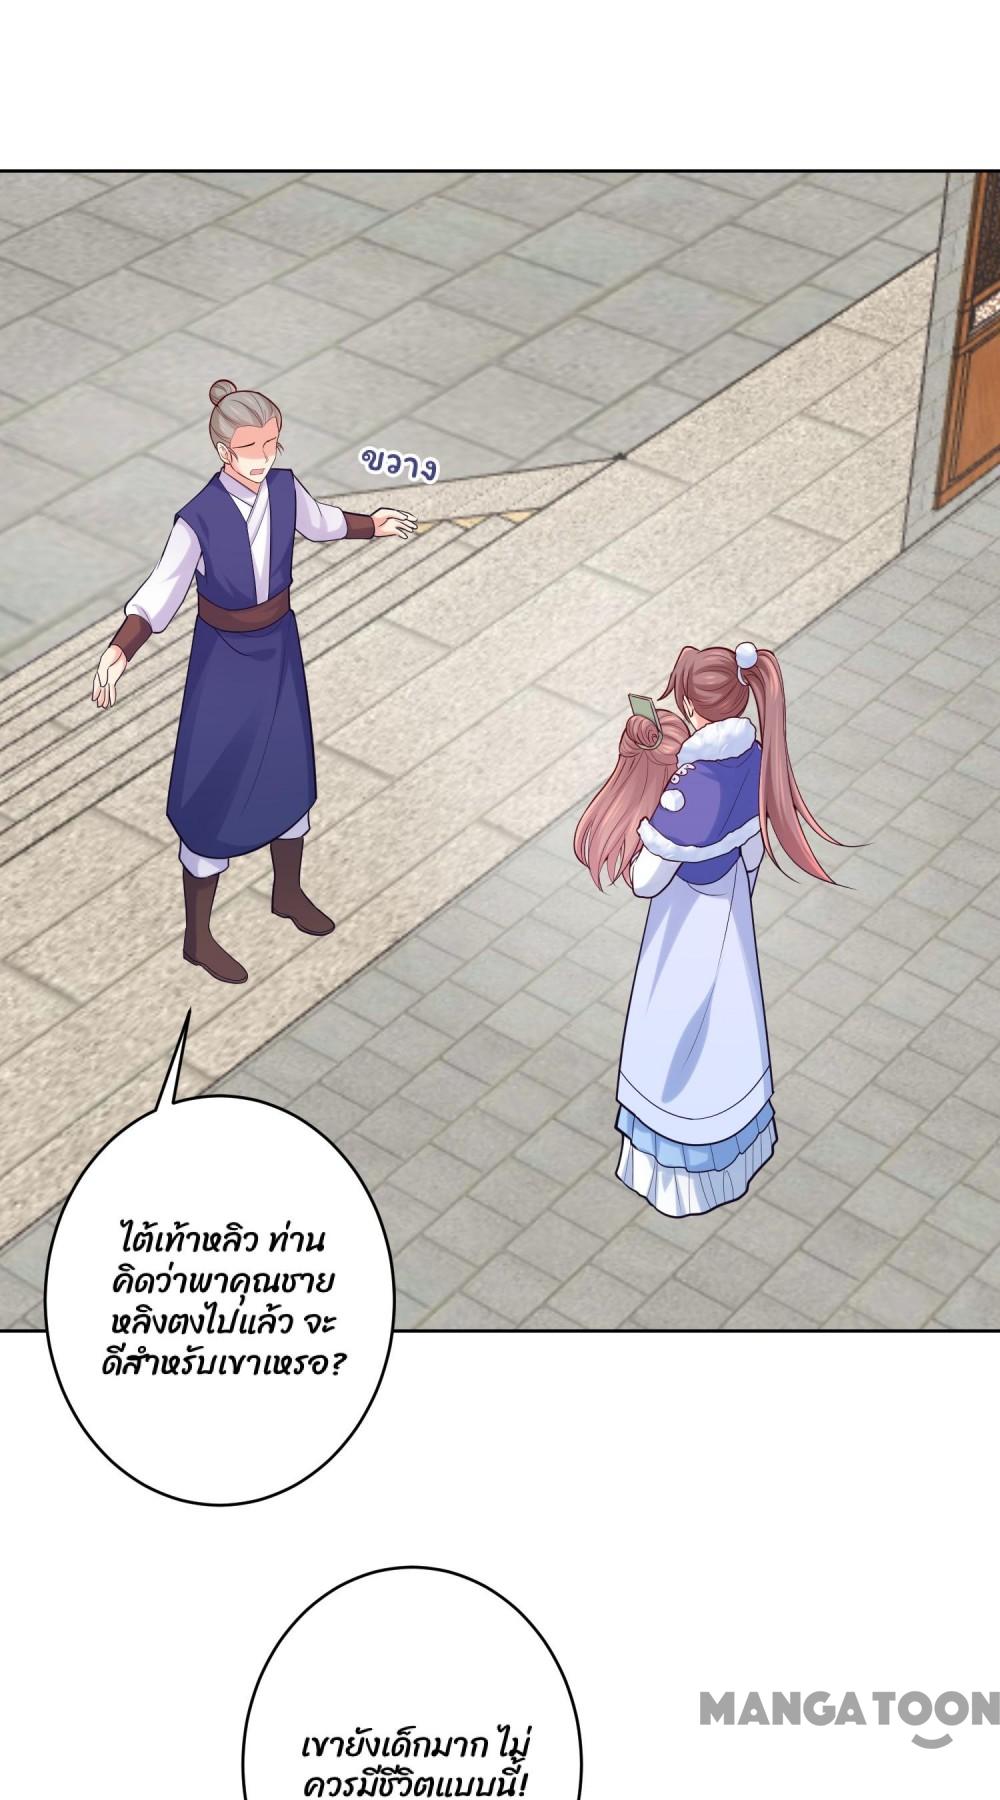 ขวาง
ไต้เท้าหลิว ท่าน
คิดว่าพาคุณชาย
หลิงตงไปแล้ว จะ
ดีสำหรับเขาเหรอ?
MANGATOON
เขายังเด็กมาก ไม่
ควรมีชีวิตแบบนี้!